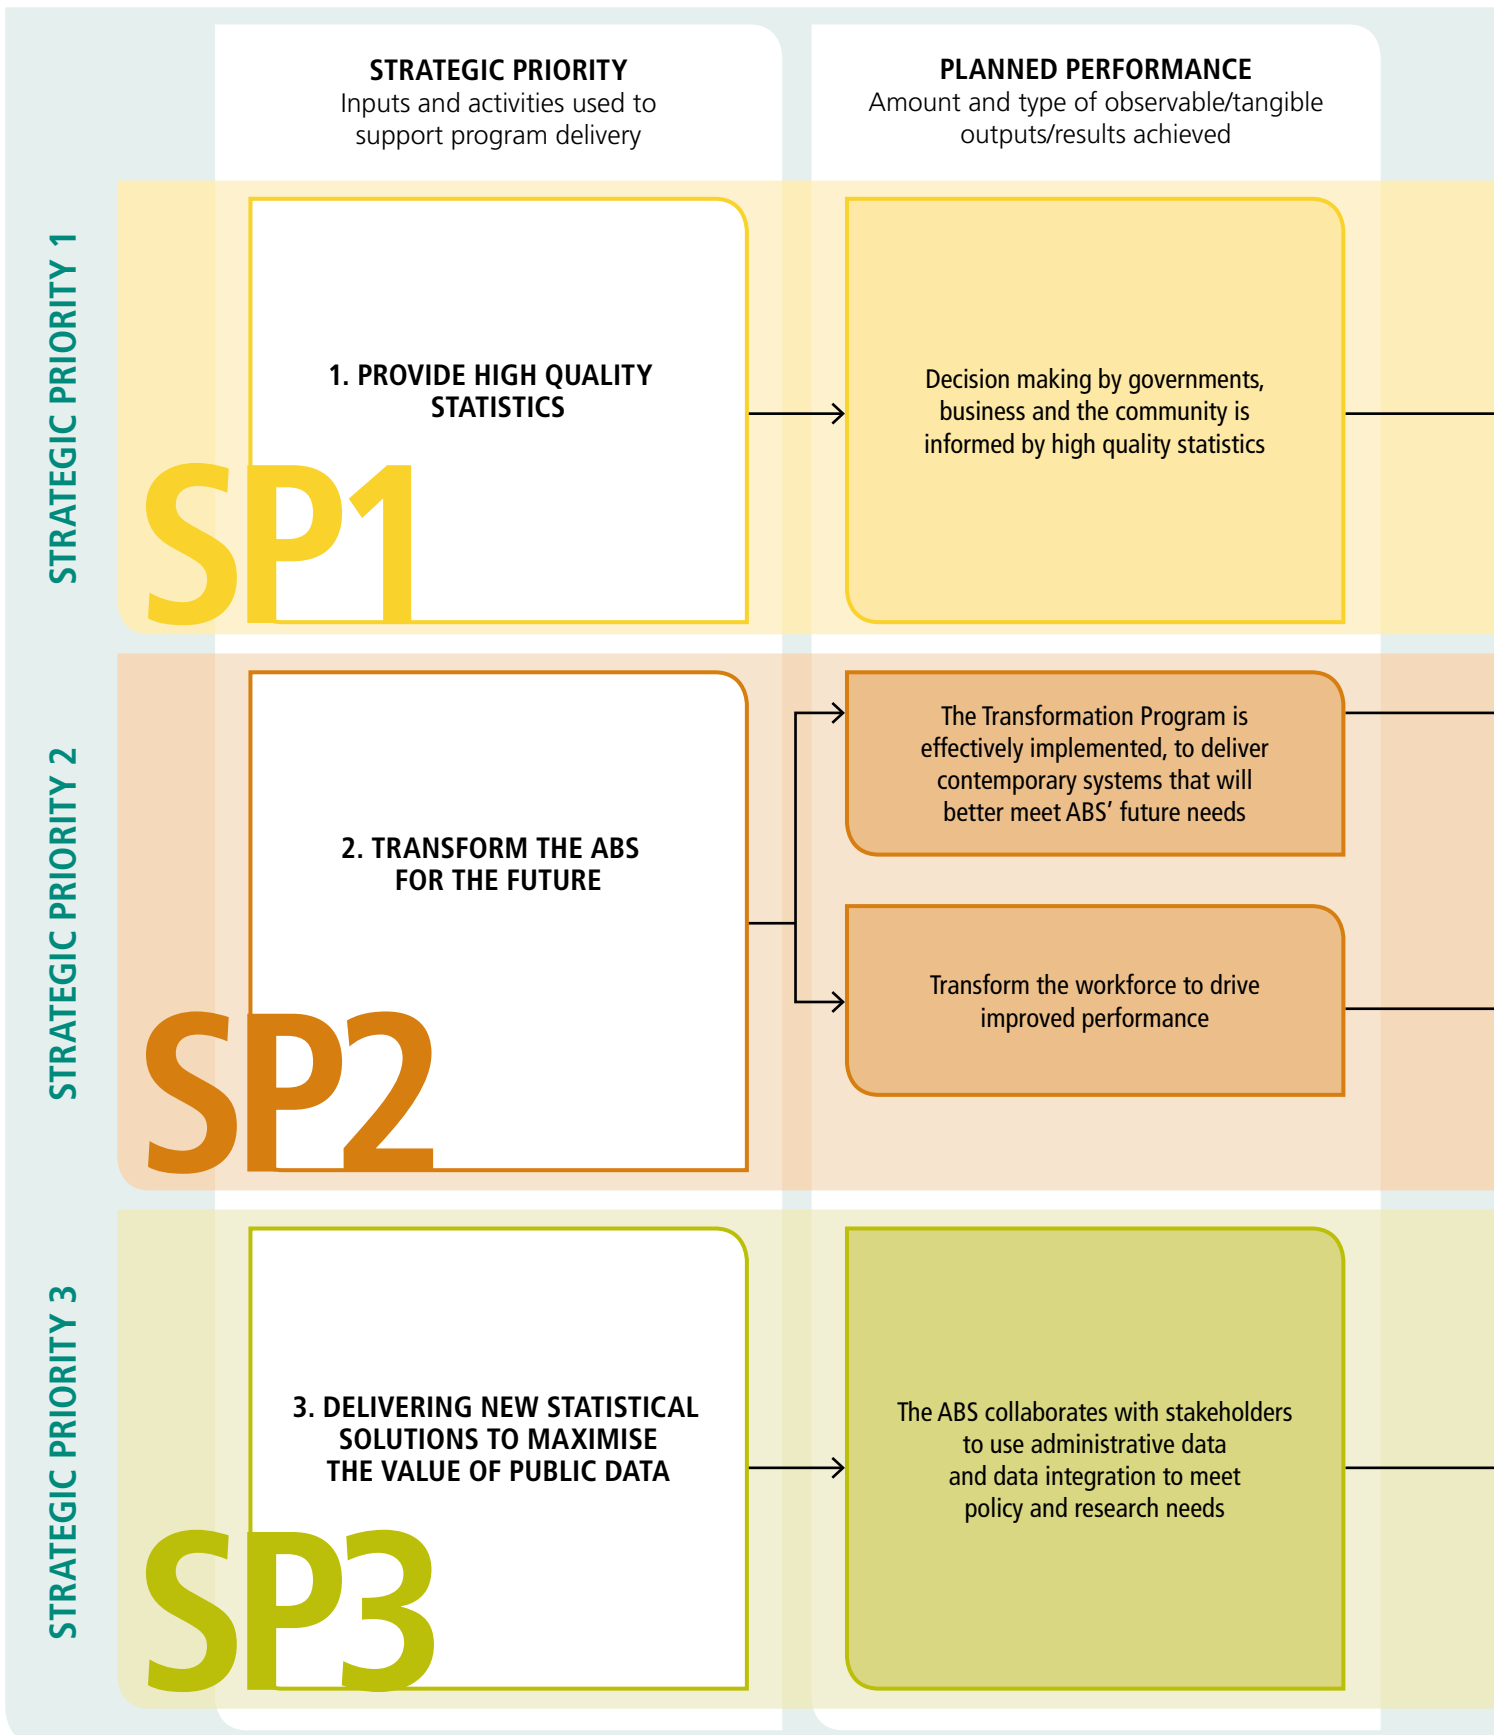 STRATEGIC PRIORITY
Inputs and activities used to
support program delivery
PLANNED PERFORMANCE
Amount and type of observable/tangible
outputs/results achieved
STRATEGIC PRIORITY 1
1. PROVIDE HIGH QUALITY
STATISTICS
SP1
Decision making by governments,
business and the community is
informed by high quality statistics
STRATEGIC PRIORITY 2
2. TRANSFORM THE ABS
FOR THE FUTURE
SP2
The Transformation Program is
effectively implemented, to deliver
contemporary systems that will
better meet ABS’ future needs
Transform the workforce to drive
improved performance
STRATEGIC PRIORITY 3
3. DELIVERING NEW STATISTICAL
SOLUTIONS TO MAXIMISE
THE VALUE OF PUBLIC DATA
SP3
The ABS collaborates with stakeholders
to use administrative data
and data integration to meet
policy and research needs